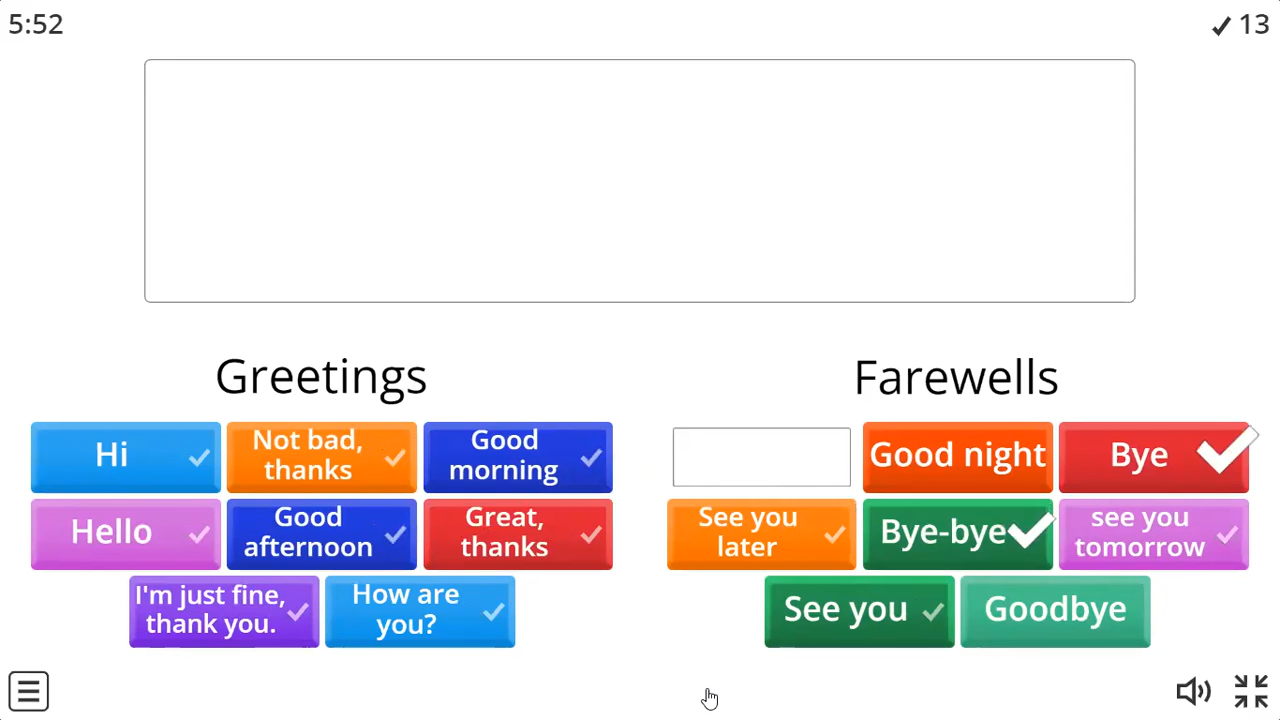 5:52
13
Greetings
Farewells
Hi
Not bad,
thanks
Good
morning
Good night
Bye
Hello
Good
afternoon
Great,
thanks
See you
later
Bye-bye
see you
tomorrow
I'm just fine,
thank you.
How are
you?
See you
Goodbye